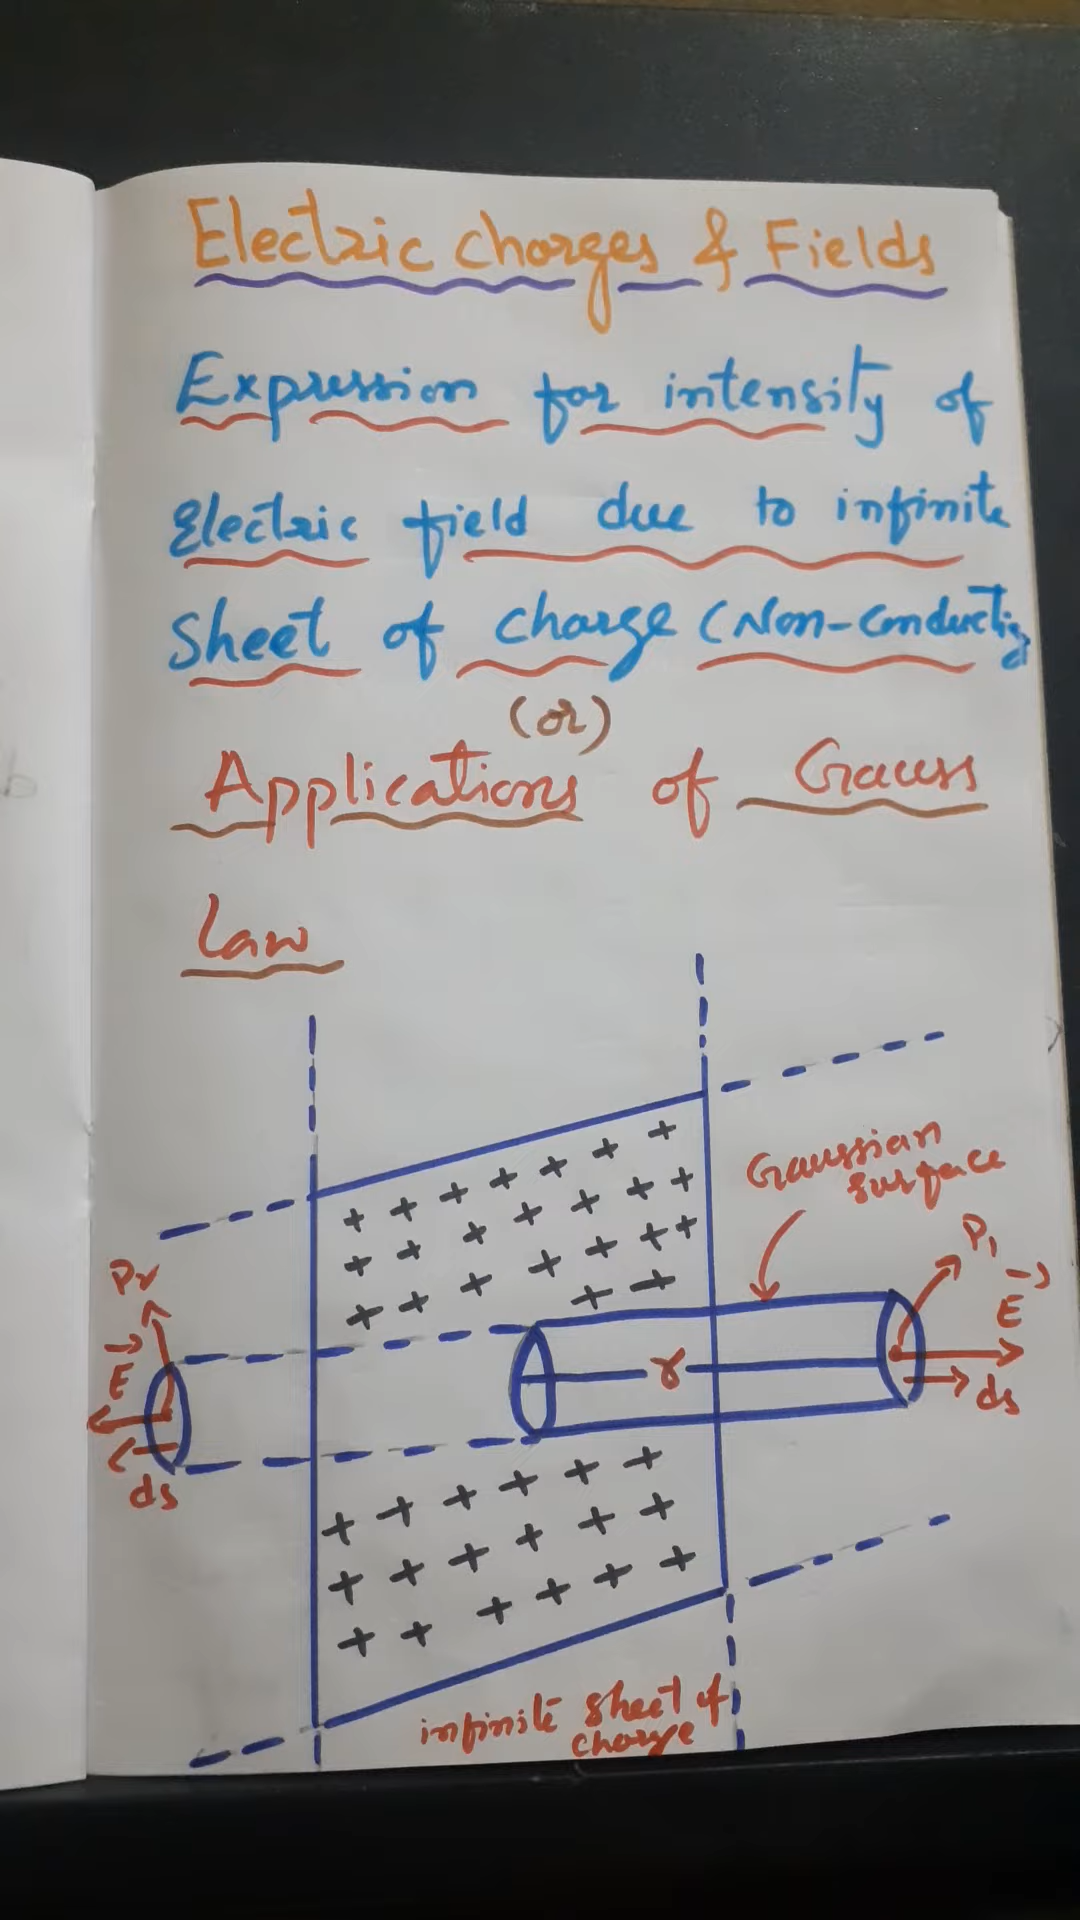 Electric charges & Fields
Expression for intensity of
Electric field due to infinite
Sheet of charge (Non-conducting
(or)
Applications of Gauss
Law
Gaussian
surface
P₁
E
ds
r
E
ds
infinite sheet of
charge
+ + + + + + +